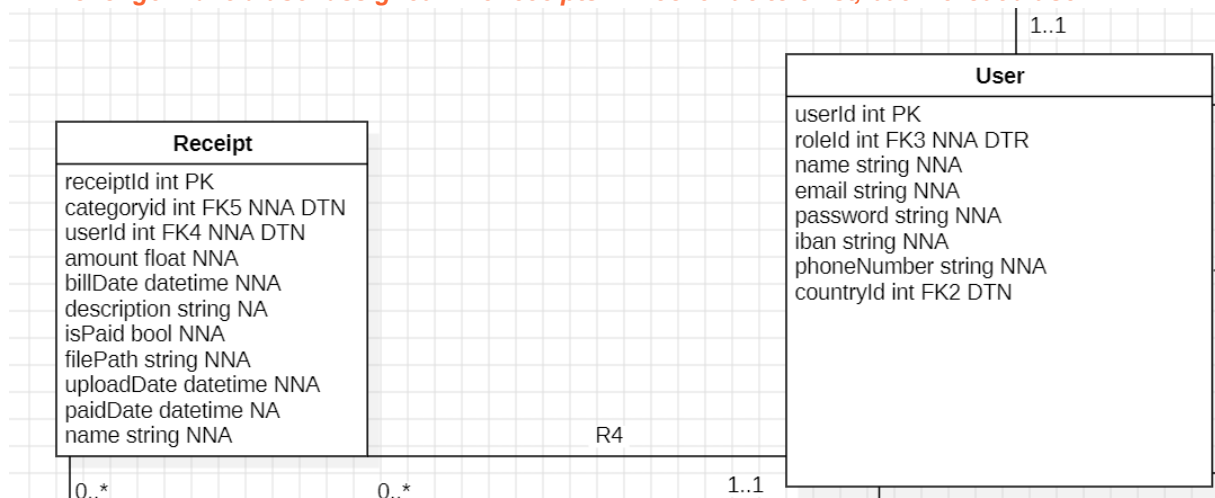 1..1
User
userId int PK
roleId int FK3 NNA DTR
name string NNA
email string NNA
password string NNA
iban string NNA
phoneNumber string NNA
countryId int FK2 DTN
Receipt
receiptId int PK
categoryid int FK5 NNA DTN
userId int FK4 NNA DTN
amount float NNA
billDate datetime NNA
description string NA
isPaid bool NNA
filePath string NNA
uploadDate datetime NNA
paidDate datetime NA
name string NNA
R4
0..*
0..*
1..1